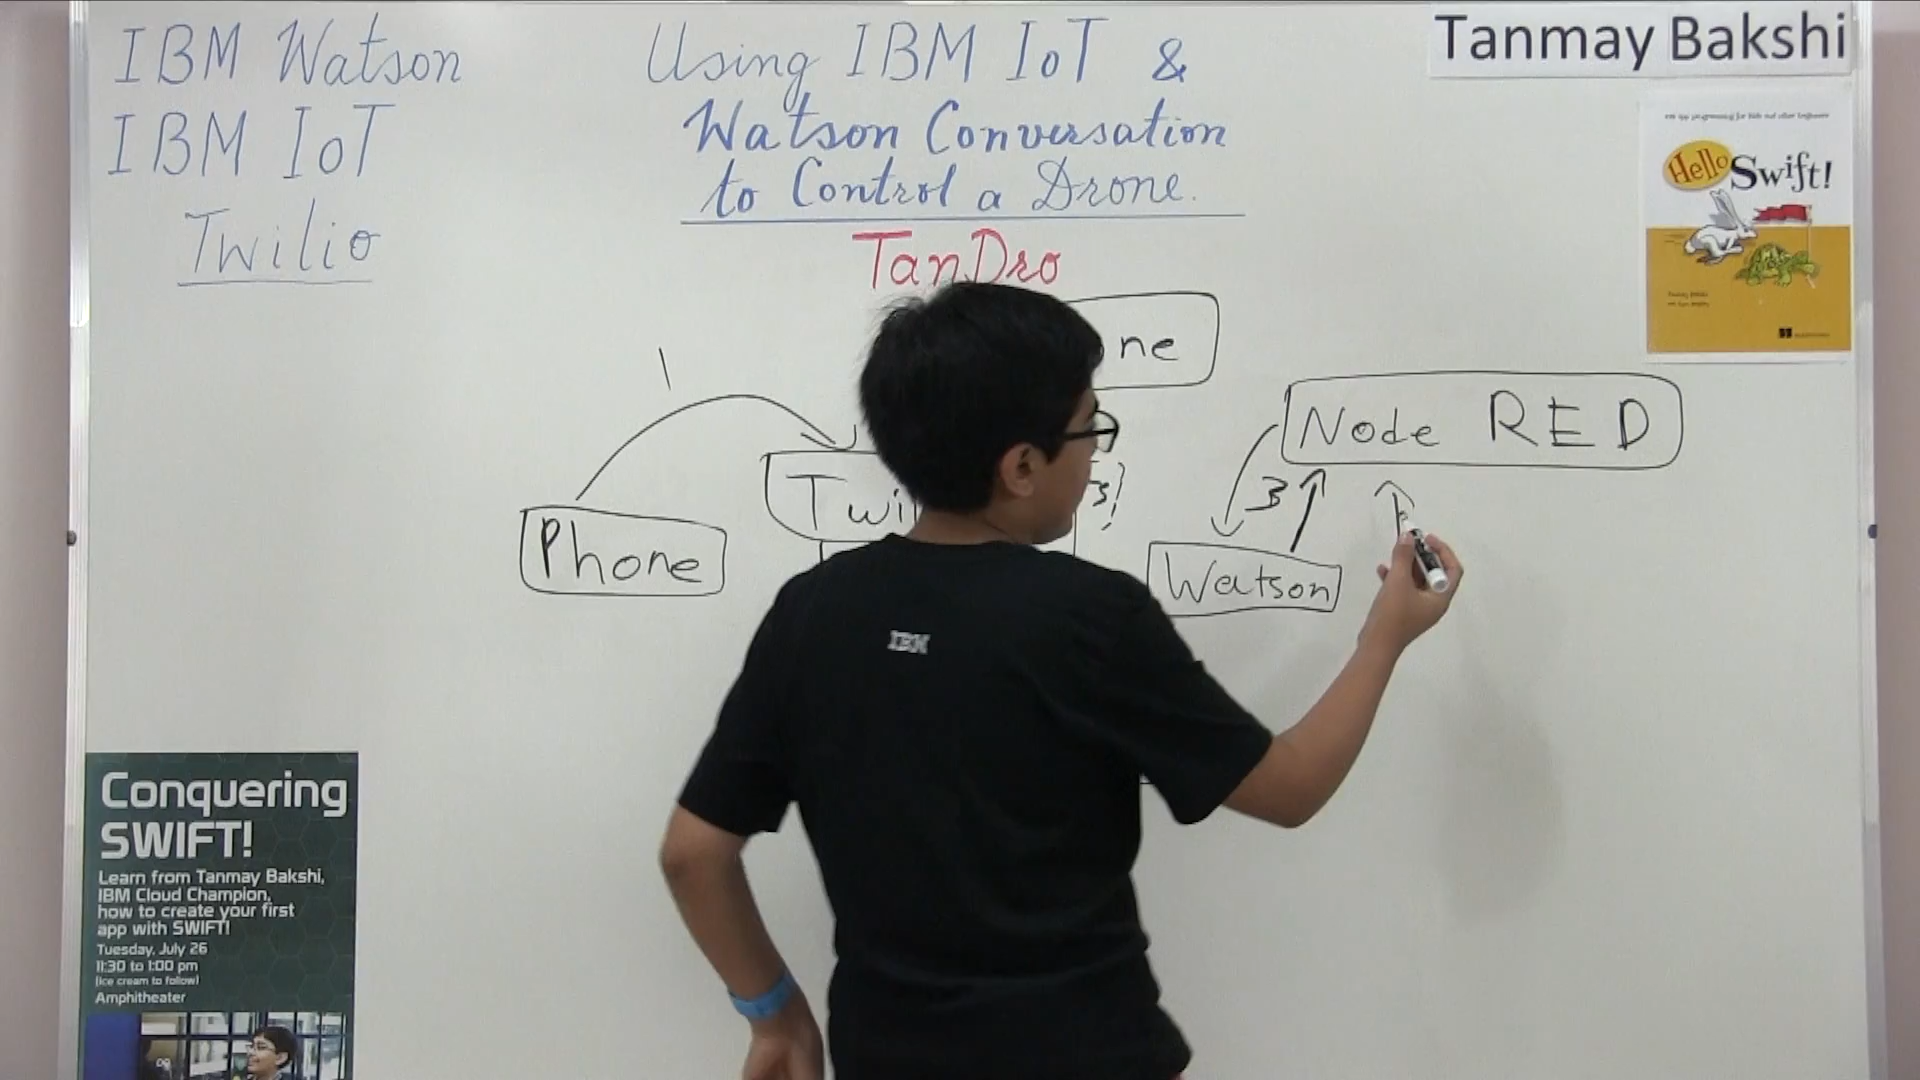 IBM Watson
IBM IoT
Twilio
Using IBM IoT &
Watson Conversation
to Control a Drone.
TanDro
Tanmay Bakshi
Hello Swift!
ne
Node RED
1
3
Twi
Phone
Watson
IBM
Conquering
SWIFT!
Learn from Tanmay Bakshi,
IBM Cloud Champion,
how to create your first
app with SWIFT!
Tuesday, July 26
11:30 to 1:00 pm
(ice cream to follow)
Amphitheater